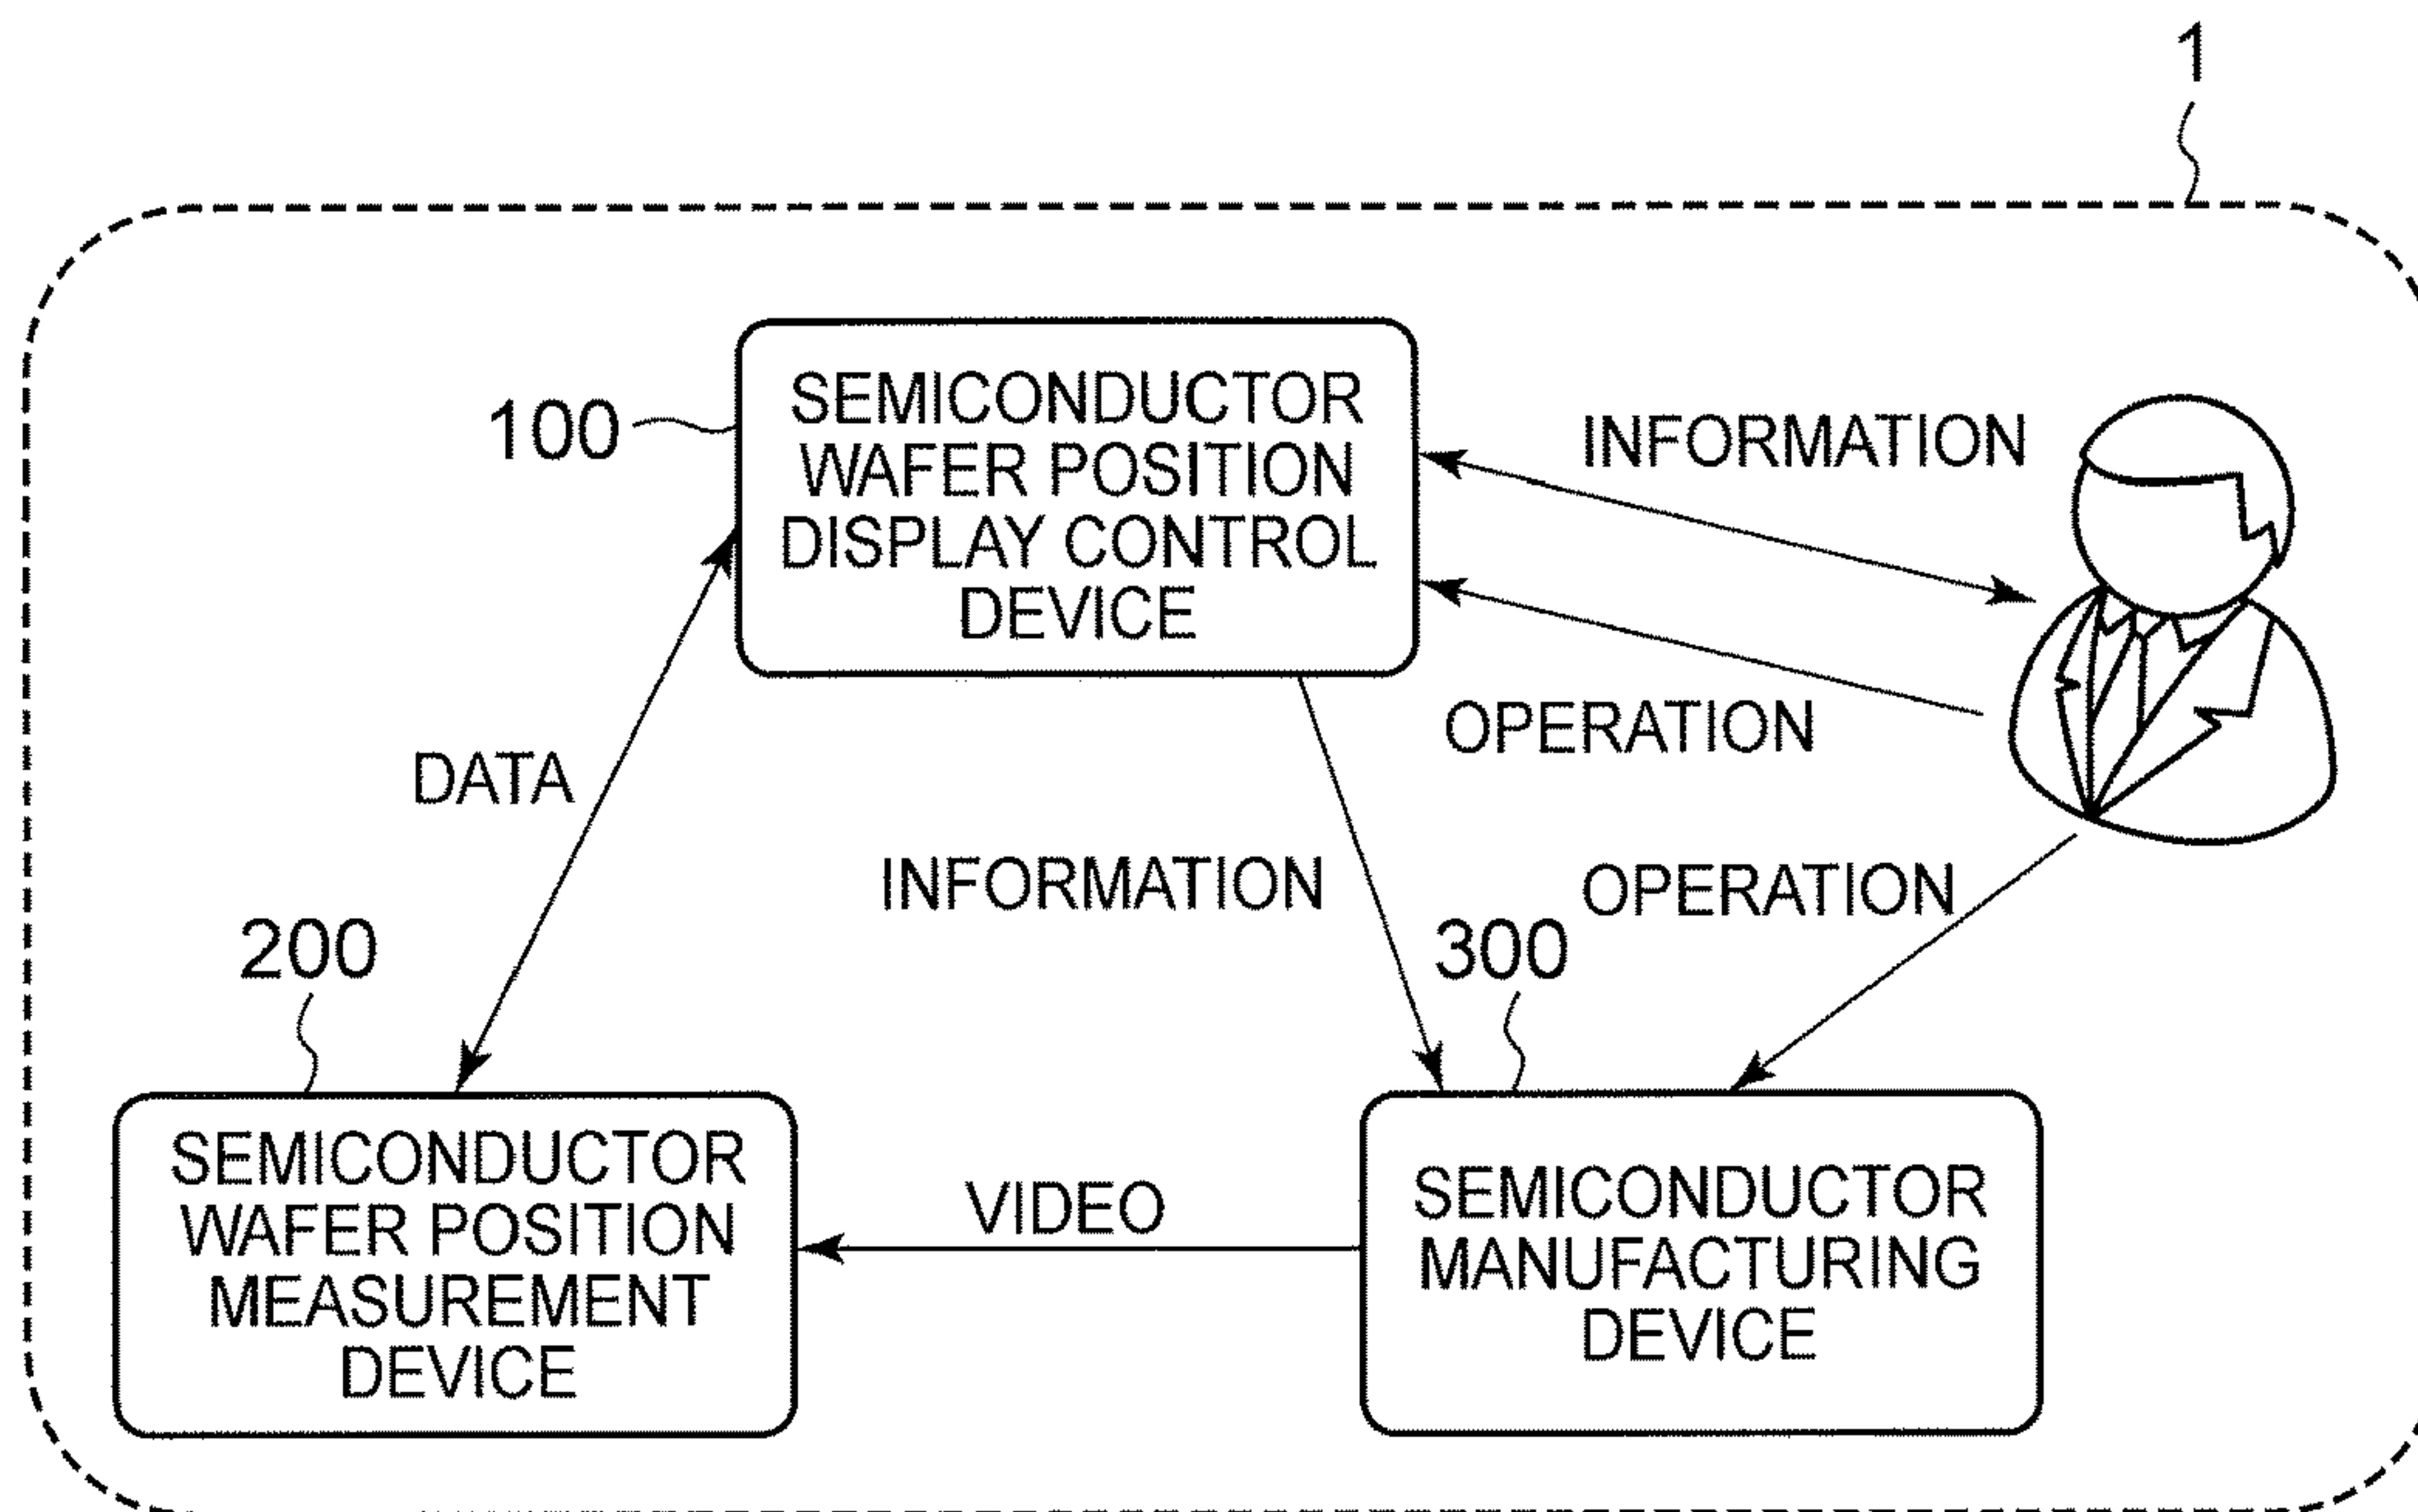 1
100
SEMICONDUCTOR
WAFER POSITION
DISPLAY CONTROL
DEVICE
INFORMATION
OPERATION
DATA
INFORMATION
OPERATION
200
300
SEMICONDUCTOR
WAFER POSITION
MEASUREMENT
DEVICE
VIDEO
SEMICONDUCTOR
MANUFACTURING
DEVICE